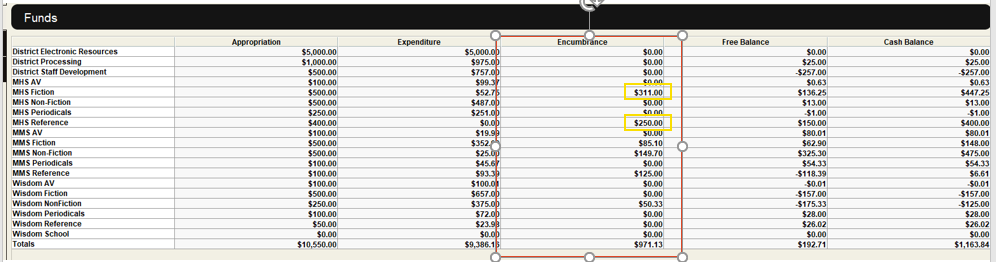 Funds
Appropriation Expenditure Encumbrance Free Balance Cash Balance
District Electronic Resources $5,000.00 $5,000.00 $0.00 $0.00 $0.00
District Processing $1,000.00 $975.00 $0.00 $25.00 $25.00
District Staff Development $500.00 $757.00 $0.00 -$257.00 -$257.00
MHS AV $100.00 $99.37 $0.00 $0.63 $0.63
MHS Fiction $500.00 $52.75 $311.00 $136.25 $447.25
MHS Non-Fiction $500.00 $487.00 $0.00 $13.00 $13.00
MHS Periodicals $250.00 $251.00 $0.00 -$1.00 -$1.00
MHS Reference $400.00 $0.00 $250.00 $150.00 $400.00
MMS AV $100.00 $19.99 $0.00 $80.01 $80.01
MMS Fiction $500.00 $352.00 $85.10 $62.90 $148.00
MMS Non-Fiction $500.00 $25.00 $149.70 $325.30 $475.00
MMS Periodicals $100.00 $45.67 $0.00 $54.33 $54.33
MMS Reference $100.00 $93.39 $125.00 -$118.39 $6.61
Wisdom AV $100.00 $100.01 $0.00 -$0.01 -$0.01
Wisdom Fiction $500.00 $657.00 $0.00 -$157.00 -$157.00
Wisdom NonFiction $250.00 $375.00 $50.33 -$175.33 -$125.00
Wisdom Periodicals $100.00 $72.00 $0.00 $28.00 $28.00
Wisdom Reference $50.00 $23.98 $0.00 $26.02 $26.02
Wisdom School $0.00 $0.00 $0.00 $0.00 $0.00
Totals $10,550.00 $9,386.16 $971.13 $192.71 $1,163.84